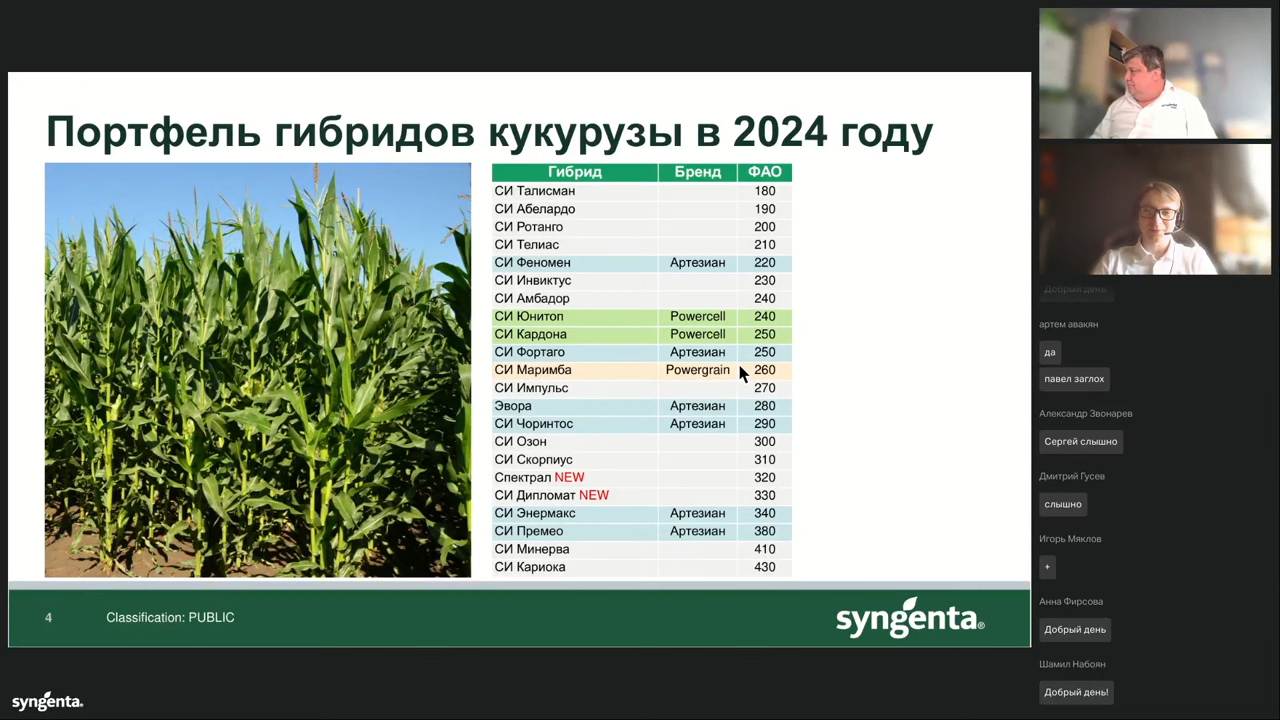 Портфель гибридов кукурузы в 2024 году
Гибрид Бренд ФАО
СИ Талисман 180
СИ Абелардо 190
СИ Ротанго 200
СИ Телиас 210
СИ Феномен Артезиан 220
СИ Инвиктус 230
СИ Амбадор 240
СИ Юнитоп Powercell 240
СИ Кардона Powercell 250
СИ Фортаго Артезиан 250
СИ Маримба Powergrain 260
СИ Импульс 270
Эвора Артезиан 280
СИ Чоринтос Артезиан 290
СИ Озон 300
СИ Скорпиус 310
Спектрал NEW 320
СИ Дипломат NEW 330
СИ Энермакс Артезиан 340
СИ Премео Артезиан 380
СИ Минерва 410
СИ Кариока 430
4 Classification: PUBLIC
syngenta®
syngenta
Добрый день
артем авакян
да
павел заглох
Александр Звонарев
Сергей слышно
Дмитрий Гусев
слышно
Игорь Мяклов
+
Анна Фирсова
Добрый день
Шамил Набоян
Добрый день!